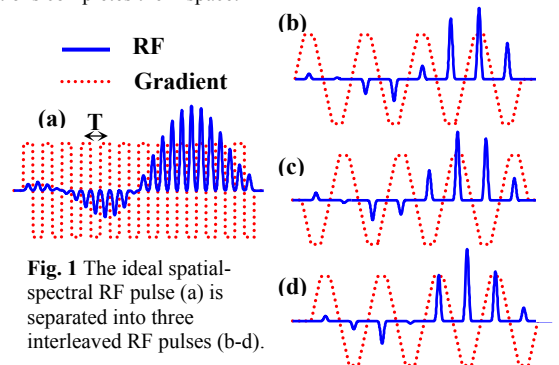 RF
Gradient
(a)
T
Fig. 1 The ideal spatial-
spectral RF pulse (a) is
separated into three
interleaved RF pulses (b-d).
(b)
(c)
(d)